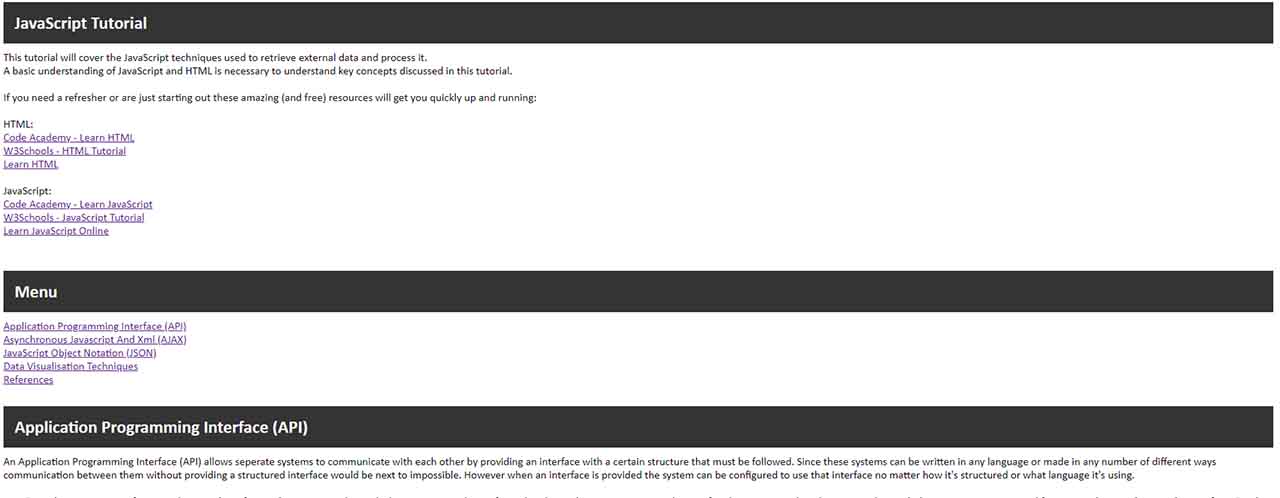 JavaScript Tutorial
This tutorial will cover the JavaScript techniques used to retrieve external data and process it.
A basic understanding of JavaScript and HTML is necessary to understand key concepts discussed in this tutorial.
If you need a refresher or are just starting out these amazing (and free) resources will get you quickly up and running:
HTML:
Code Academy - Learn HTML
W3Schools - HTML Tutorial
Learn HTML
JavaScript:
Code Academy - Learn JavaScript
W3Schools - JavaScript Tutorial
Learn JavaScript Online
Menu
Application Programming Interface (API)
Asynchronous Javascript And Xml (AJAX)
JavaScript Object Notation (JSON)
Data Visualisation Techniques
References
Application Programming Interface (API)
An Application Programming Interface (API) allows seperate systems to communicate with each other by providing an interface with a certain structure that must be followed. Since these systems can be written in any language or made in any number of different ways
communication between them without providing a structured interface would be next to impossible. However when an interface is provided the system can be configured to use that interface no matter how it's structured or what language it's using.